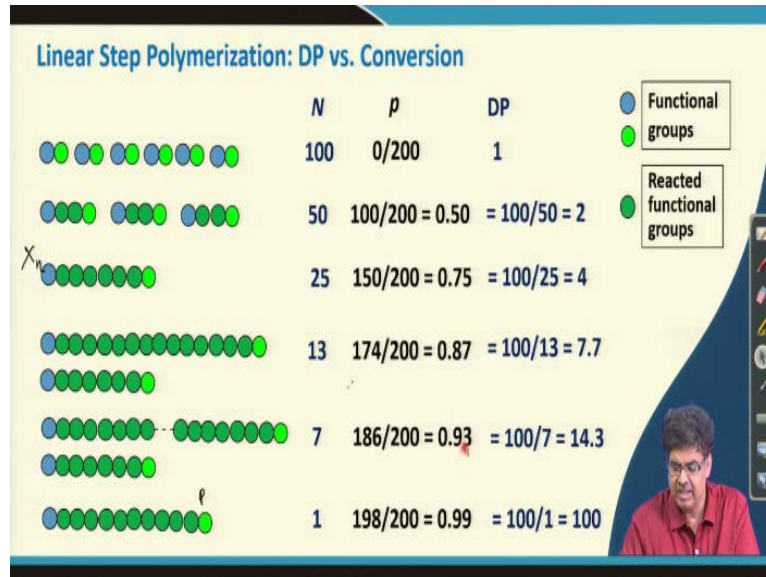 Linear Step Polymerization: DP vs. Conversion
N p DP
100 0/200 1
50 100/200 = 0.50 = 100/50 = 2
Xn
25 150/200 = 0.75 = 100/25 = 4
13 174/200 = 0.87 = 100/13 = 7.7
7 186/200 = 0.93 = 100/7 = 14.3
1 198/200 = 0.99 = 100/1 = 100
Functional
groups
Reacted
functional
groups